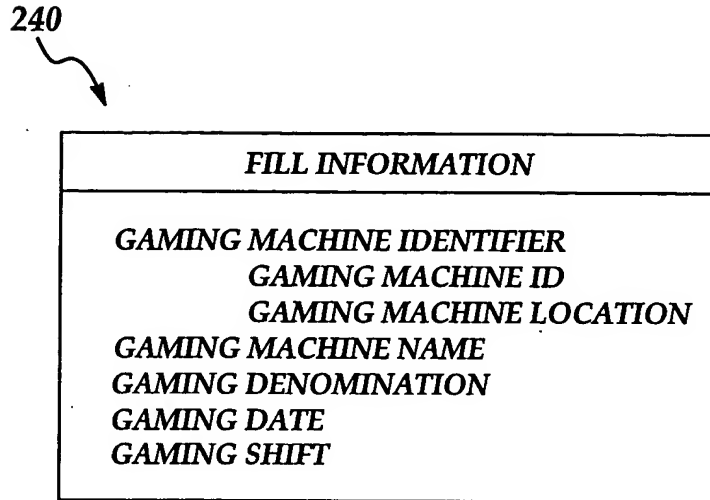 240
FILL INFORMATION
GAMING MACHINE IDENTIFIER
GAMING MACHINE ID
GAMING MACHINE LOCATION
GAMING MACHINE NAME
GAMING DENOMINATION
GAMING DATE
GAMING SHIFT